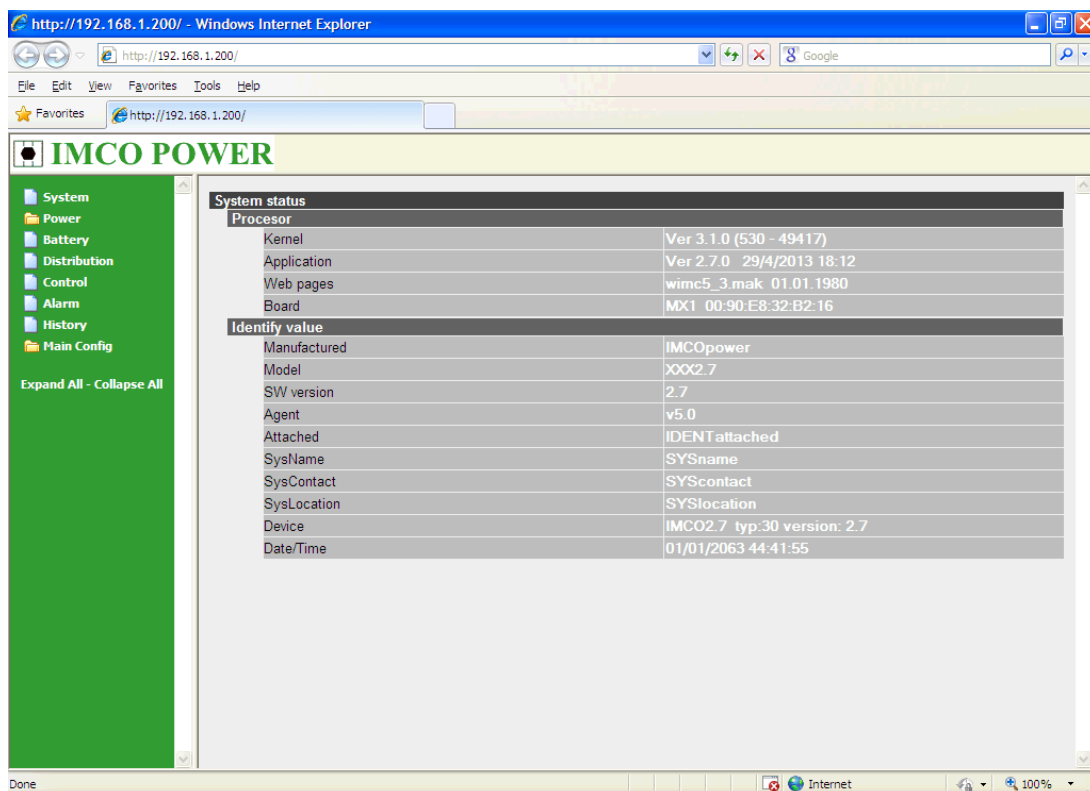 http://192.168.1.200/ - Windows Internet Explorer
http://192.168.1.200/
Google
File Edit View Favorites Tools Help
Favorites http://192.168.1.200/
IMCO POWER
System
Power
Battery
Distribution
Control
Alarm
History
Main Config
Expand All - Collapse All
System status
Procesor
Kernel Ver 3.1.0 (530 - 49417)
Application Ver 2.7.0 29/4/2013 18:12
Web pages wimc5_3.mak 01.01.1980
Board MX1 00:90:E8:32:B2:16
Identify value
Manufactured IMCOpower
Model XXX2.7
SW version 2.7
Agent v5.0
Attached IDENTattached
SysName SYSname
SysContact SYScontact
SysLocation SYSlocation
Device IMCO2.7 typ:30 version: 2.7
Date/Time 01/01/2063 44:41:55
Done Internet 100%